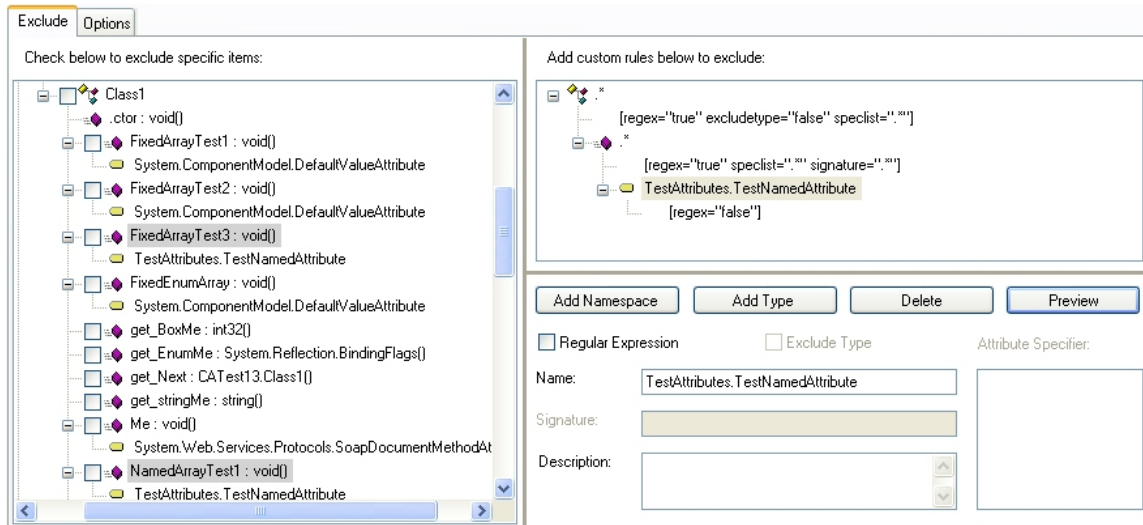 Exclude
Options
Check below to exclude specific items:
Class1
.ctor : void()
FixedArrayTest1 : void()
System.ComponentModel.DefaultValueAttribute
FixedArrayTest2 : void()
System.ComponentModel.DefaultValueAttribute
FixedArrayTest3 : void()
TestAttributes.TestNamedAttribute
FixedEnumArray : void()
System.ComponentModel.DefaultValueAttribute
get_BoxMe : int32()
get_EnumMe : System.Reflection.BindingFlags()
get_Next : CATest13.Class1()
get_stringMe : string()
Me : void()
System.Web.Services.Protocols.SoapDocumentMethodAt
NamedArrayTest1 : void()
TestAttributes.TestNamedAttribute
Add custom rules below to exclude:
.*
[regex="true" excludetype="false" speclist=".*"]
.*
[regex="true" speclist=".*" signature=".*"]
TestAttributes.TestNamedAttribute
[regex="false"]
Add Namespace
Add Type
Delete
Preview
Regular Expression
Exclude Type
Attribute Specifier:
Name:
TestAttributes.TestNamedAttribute
Signature:
Description: